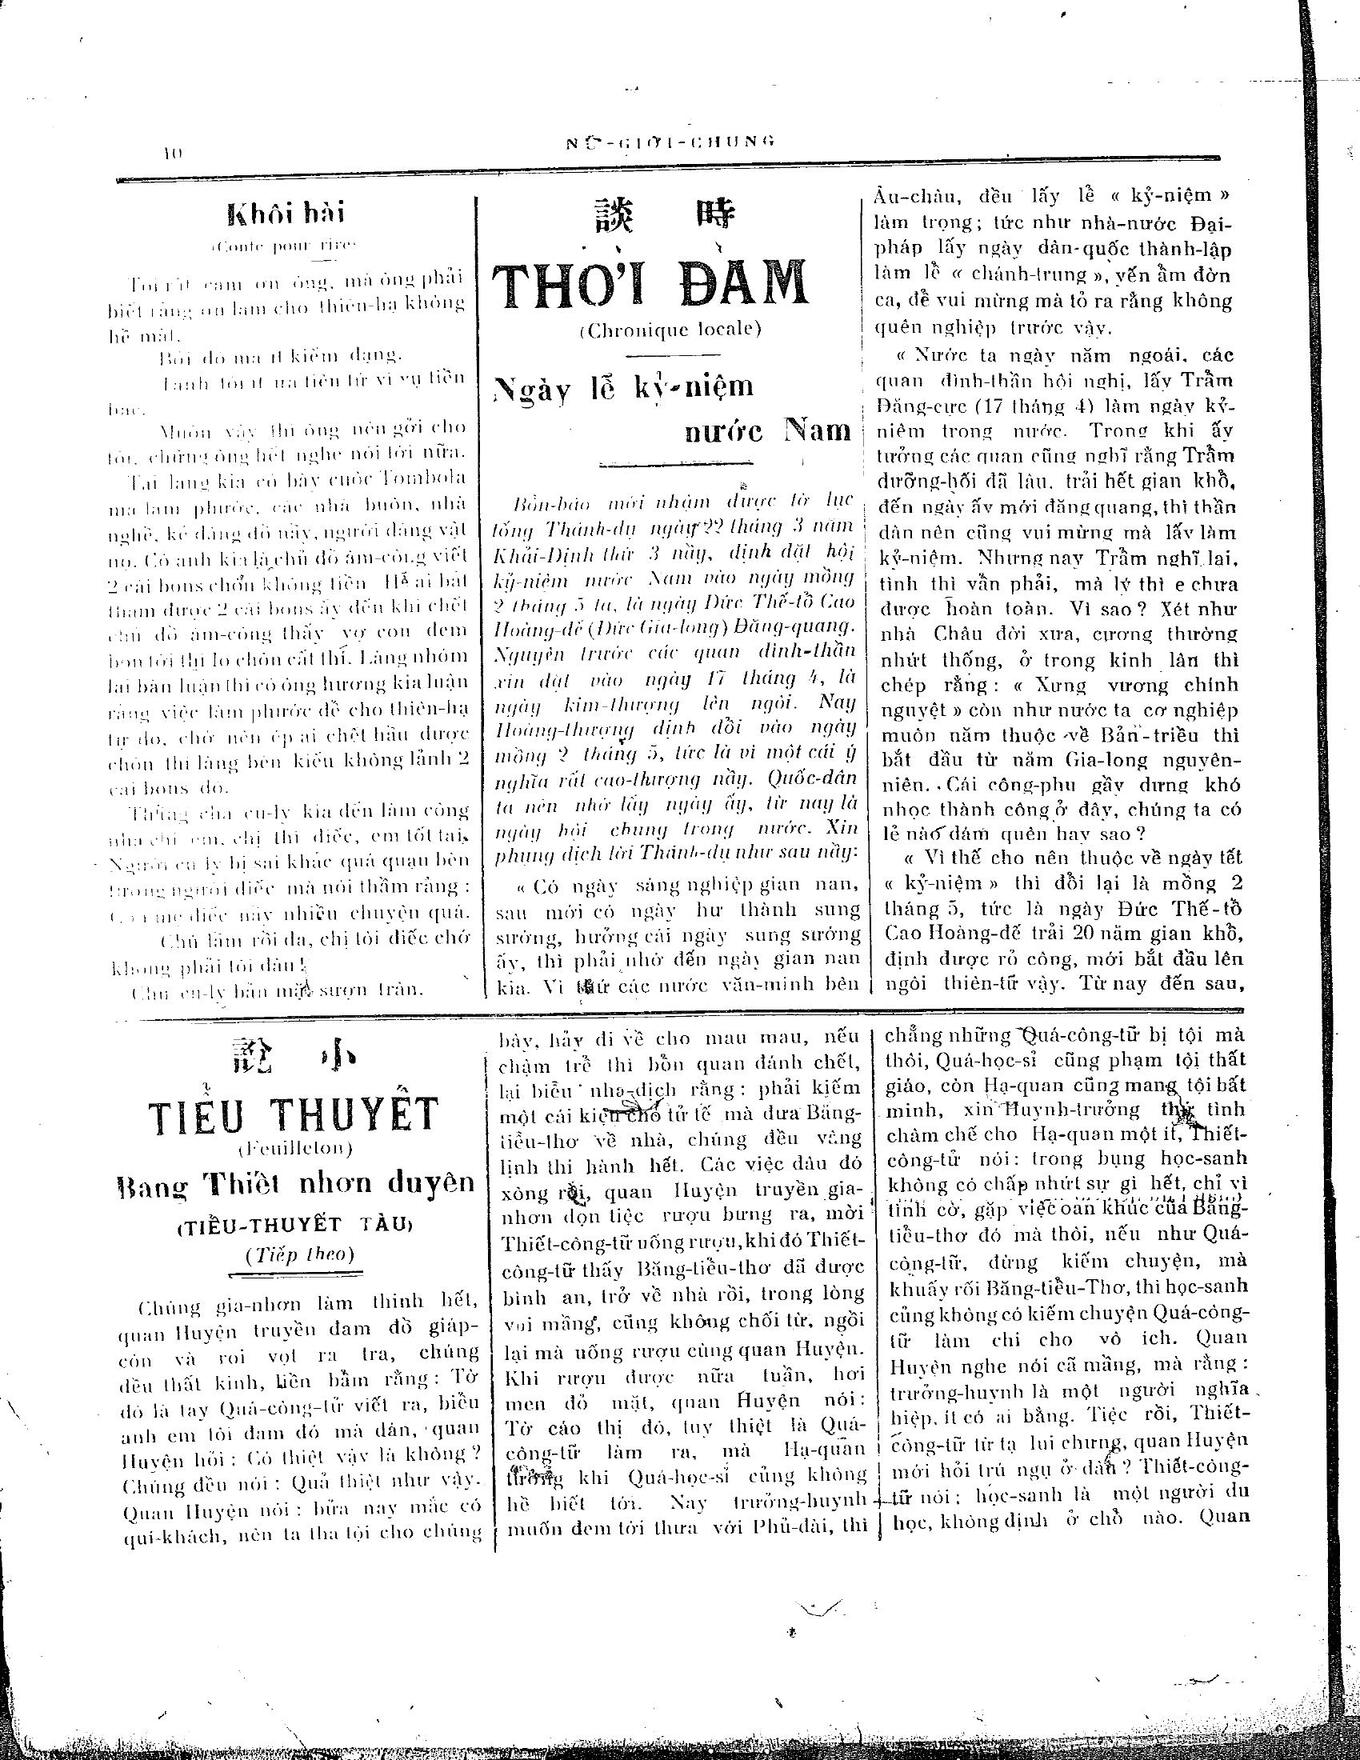 10
NỮ-GIỚI-CHUNG
Khôi hài
(Conte pour rire)
Tôi rất cám ơn ông, mà ông phải
biết rằng ơn làm cho thiên-hạ không
hề mất.
Bởi do ma ít kiếm dạng.
Tánh tôi ít ưa tiên tử vì vụ tiền
bạc.
Muốn vậy thì ông nên gởi cho
tôi, chừng ông hết nghe nói tới nữa.
Tại làng kia có bày cuộc Tombola
mà làm phước, các nhà buôn, nhà
nghề, kẻ dâng đồ này, người dâng vật
nọ. Có anh kia là chủ đồ âm-công viết
2 cái bons chôn không tiền Hễ ai bắt
thăm được 2 cái bons ấy đến khi chết
chủ đồ âm-công thấy vợ con đem
bon tới thì lo chôn cất thí. Làng nhóm
lại bàn luận thì có ông hương kia luận
rằng việc làm phước để cho thiên-hạ
tự do, chớ nên ép ai chết hầu được
chôn thì làng bèn kiếu không lảnh 2
cái bons đó.
Thằng cha cu-ly kia đến làm công
nhà chị em, chị thì điếc, em tốt tai,
Người cu ly bị sai khác quá quạu bèn
trong người điếc mà nói thầm rằng :
Con mẹ điếc này nhiều chuyện quá.
Chú lầm rồi đa, chị tôi điếc chớ
không phải tôi đâu !
Chú cu-ly bẻn mặt sượn trân.
談 時
THỜI ĐÀM
(Chronique locale)
Ngày lễ kỷ-niệm
nước Nam
Bổn-báo mới nhậm được tờ lục
tống Thánh-dụ ngày 22 tháng 3 năm
Khải-Định thứ 3 nầy, định đặt hội
kỷ-niệm nước Nam vào ngày mồng
2 tháng 5 ta, là ngày Đức Thế-tồ Cao
Hoàng-đế (Đức Gia-long) Đăng-quang.
Nguyên trước các quan đình-thần
xin đặt vào ngày 17 tháng 4, là
ngày kim-thượng lên ngôi. Nay
Hoàng-thượng định đổi vào ngày
mồng 2 tháng 5, tức là vì một cái ý
nghĩa rất cao-thượng nầy. Quốc-dân
ta nên nhớ lấy ngày ấy, từ nay là
ngày hội chung trong nước. Xin
phụng dịch lời Thánh-dụ như sau nầy:
« Có ngày sáng nghiệp gian nan,
sau mới có ngày hư thành sung
sướng, hưởng cái ngày sung sướng
ấy, thì phải nhớ đến ngày gian nan
kia. Vì thứ các nước văn-minh bên
Âu-châu, đều lấy lễ « kỷ-niệm »
làm trọng; tức như nhà-nước Đại-
pháp lấy ngày dân-quốc thành-lập
làm lễ « chánh-trung », yến ẩm đờn
ca, để vui mừng mà tỏ ra rằng không
quên nghiệp trước vậy.
« Nước ta ngày năm ngoái, các
quan đình-thần hội nghị, lấy Trẫm
Đăng-cực (17 tháng 4) làm ngày kỷ-
niêm trong nước. Trong khi ấy
tưởng các quan cũng nghĩ rằng Trẫm
dưỡng-hối đã lâu, trải hết gian khổ,
đến ngày ấy mới đăng quang, thì thần
dân nên cũng vui mừng mà lấy làm
kỷ-niệm. Nhưng nay Trẫm nghĩ lại,
tình thì vẫn phải, mà lý thì e chưa
được hoàn toàn. Vì sao ? Xét như
nhà Châu đời xưa, cương thường
nhứt thống, ở trong kinh lân thì
chép rằng : « Xưng vương chính
nguyệt » còn như nước ta cơ nghiệp
muôn năm thuộc về Bản-triều thì
bắt đầu từ năm Gia-long nguyên-
niên. Cái công-phu gầy dựng khó
nhọc thành công ở đây, chúng ta có
lẽ nào dám quên hay sao ?
« Vì thế cho nên thuộc về ngày tết
« kỷ-niệm » thì đổi lại là mồng 2
tháng 5, tức là ngày Đức Thế-tồ
Cao Hoàng-đế trải 20 năm gian khổ,
định được rỏ công, mới bắt đầu lên
ngôi thiên-tử vậy. Từ nay đến sau,
說 小
TIỂU THUYẾT
(Feuilleton)
Bang Thiết nhơn duyên
(TIỂU-THUYẾT TÀU)
(Tiếp theo)
Chúng gia-nhơn làm thinh hết,
quan Huyện truyền đam đồ giáp-
côn và roi vọt ra tra, chúng
đều thất kinh, liền bẩm rằng : Tờ
đó là tay Quá-công-tử viết ra, biểu
anh em tôi đam đó mà dán, quan
Huyện hỏi : Có thiệt vậy là không ?
Chúng đều nói : Quả thiệt như vậy.
Quan Huyện nói : bửa nay mắc có
qui-khách, nên ta tha tội cho chúng
bày, hãy đi về cho mau mau, nếu
chậm trể thì bổn quan đánh chết,
lại biểu nha-dịch rằng : phải kiếm
một cái kiệu cho tử tế mà đưa Băng-
tiểu-thơ về nhà, chúng đều vâng
lịnh thi hành hết. Các việc đâu đó
xòng rồi, quan Huyện truyền gia-
nhơn dọn tiệc rượu bưng ra, mời
Thiết-công-tử uống rượu, khi đó Thiết-
công-tử thấy Băng-tiểu-thơ đã được
bình an, trở về nhà rồi, trong lòng
vui mầng, cũng không chối từ, ngồi
lại mà uống rượu cùng quan Huyện.
Khi rượu được nữa tuần, hơi
men đỏ mặt, quan Huyện nói :
Tờ cáo thị đó, tuy thiệt là Quá-
công-tử làm ra, mà Hạ-quan
tưởng khi Quá-học-sỉ củng không
hề biết tới. Nay trưởng-huynh
muốn đem tới thưa với Phủ-đài, thì
chẳng những Quá-công-tử bị tội mà
thôi, Quá-học-sỉ cũng phạm tội thất
giáo, còn Hạ-quan cũng mang tội bất
minh, xin Huynh-trưởng thứ tình
chàm chế cho Hạ-quan một ít, Thiết-
công-tử nói : trong bụng học-sanh
không có chấp nhứt sự gì hết, chỉ vì
tình cờ, gặp việc oan khúc của Băng-
tiểu-thơ đó mà thôi, nếu như Quá-
công-tử, đừng kiếm chuyện, mà
khuấy rối Băng-tiểu-Thơ, thì học-sanh
củng không có kiếm chuyện Quá-công-
tử làm chi cho vô ích. Quan
Huyện nghe nói cã mầng, mà rằng :
trưởng-huynh là một người nghĩa
hiệp, ít có ai bằng. Tiệc rồi, Thiết-
công-tử từ tạ lui chưng, quan Huyện
mới hỏi trú ngụ ở đâu ? Thiết-công-
tử nói : học-sanh là một người du
học, không định ở chổ nào. Quan